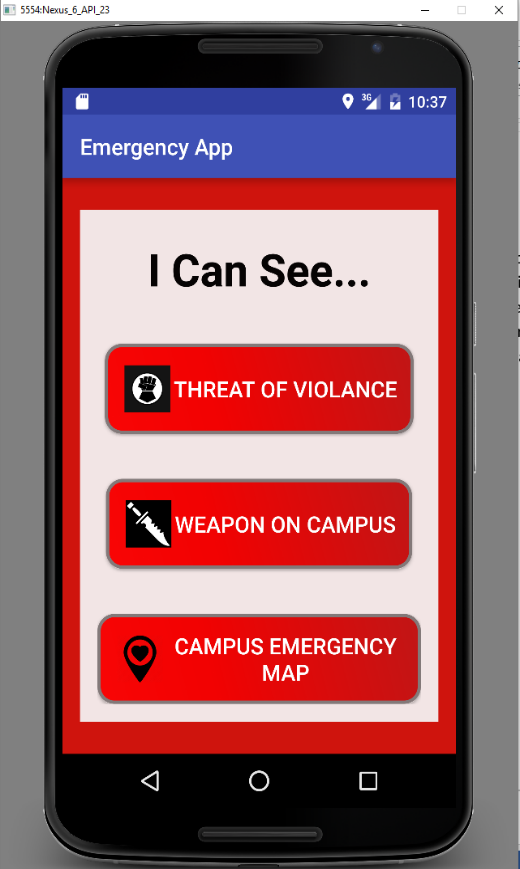 5554:Nexus_6_API_23
3G 10:37
Emergency App
I Can See...
THREAT OF VIOLANCE
WEAPON ON CAMPUS
CAMPUS EMERGENCY
MAP